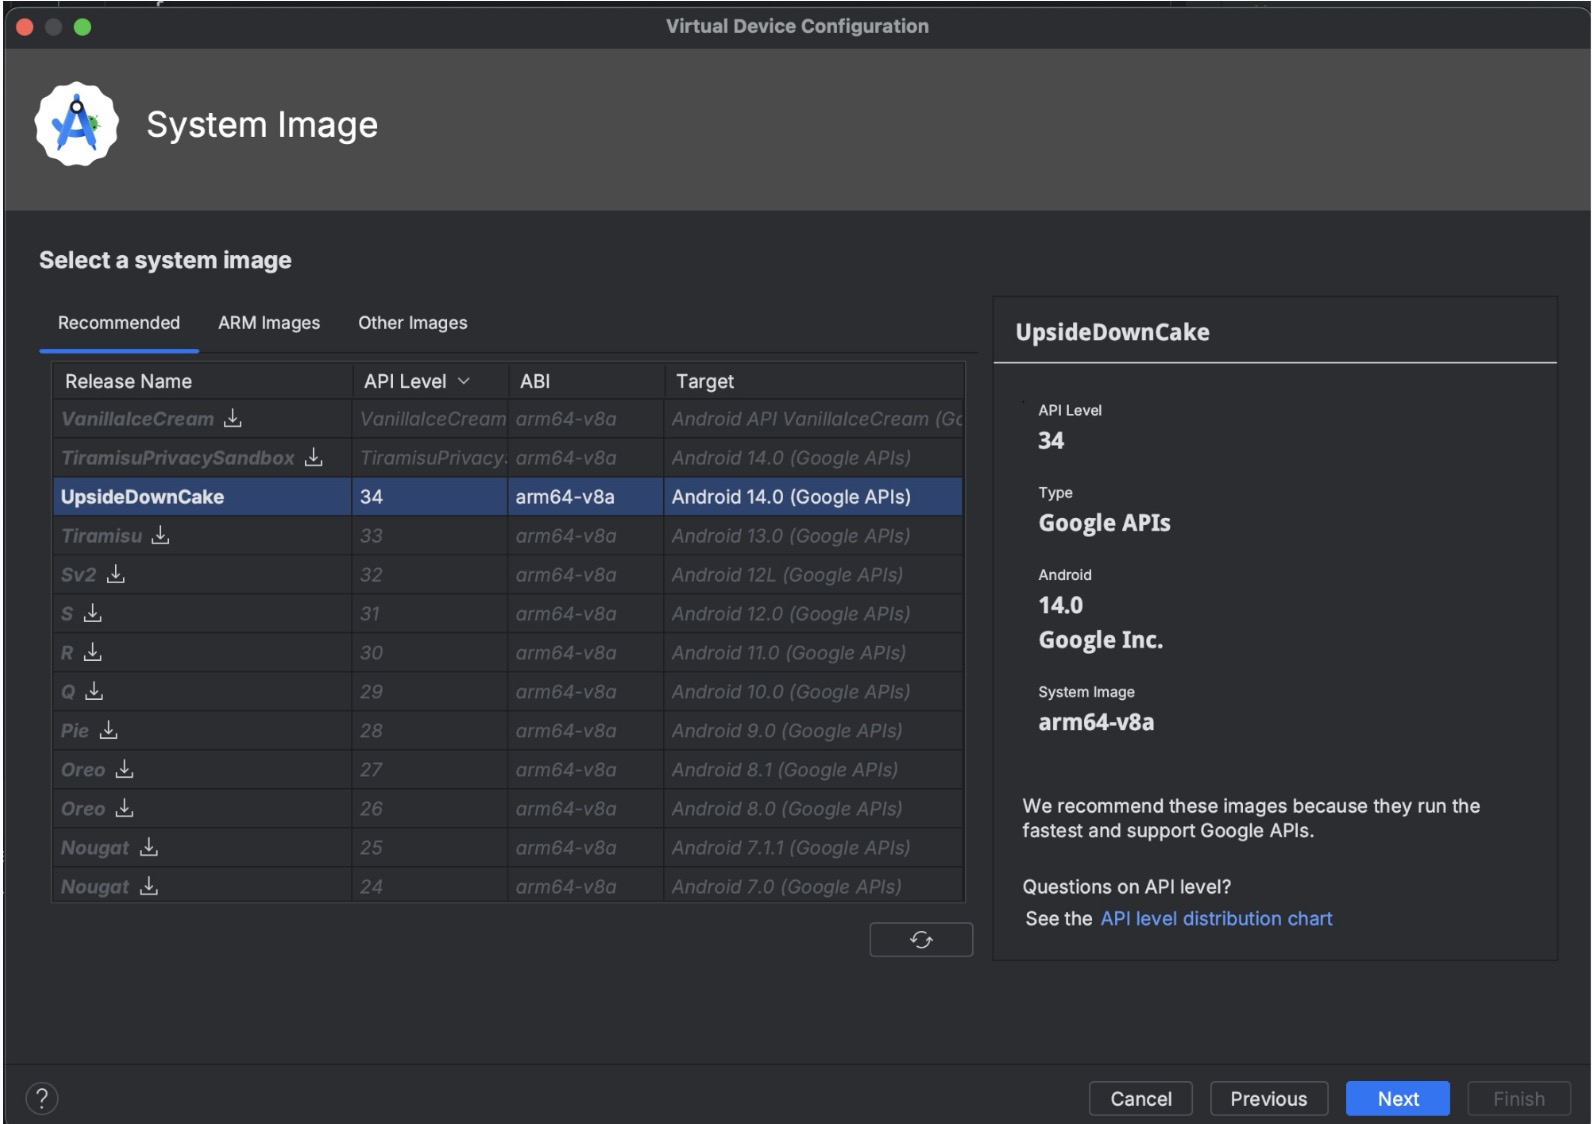 Virtual Device Configuration
System Image
Select a system image
Recommended ARM Images Other Images
Release Name API Level ABI Target
VanillaIceCream VanillaIceCream arm64-v8a Android API VanillaIceCream (Go
TiramisuPrivacySandbox TiramisuPrivacy: arm64-v8a Android 14.0 (Google APIs)
UpsideDownCake 34 arm64-v8a Android 14.0 (Google APIs)
Tiramisu 33 arm64-v8a Android 13.0 (Google APIs)
Sv2 32 arm64-v8a Android 12L (Google APIs)
S 31 arm64-v8a Android 12.0 (Google APIs)
R 30 arm64-v8a Android 11.0 (Google APIs)
Q 29 arm64-v8a Android 10.0 (Google APIs)
Pie 28 arm64-v8a Android 9.0 (Google APIs)
Oreo 27 arm64-v8a Android 8.1 (Google APIs)
Oreo 26 arm64-v8a Android 8.0 (Google APIs)
Nougat 25 arm64-v8a Android 7.1.1 (Google APIs)
Nougat 24 arm64-v8a Android 7.0 (Google APIs)
UpsideDownCake
API Level
34
Type
Google APIs
Android
14.0
Google Inc.
System Image
arm64-v8a
We recommend these images because they run the
fastest and support Google APIs.
Questions on API level?
See the API level distribution chart
? Cancel Previous Next Finish